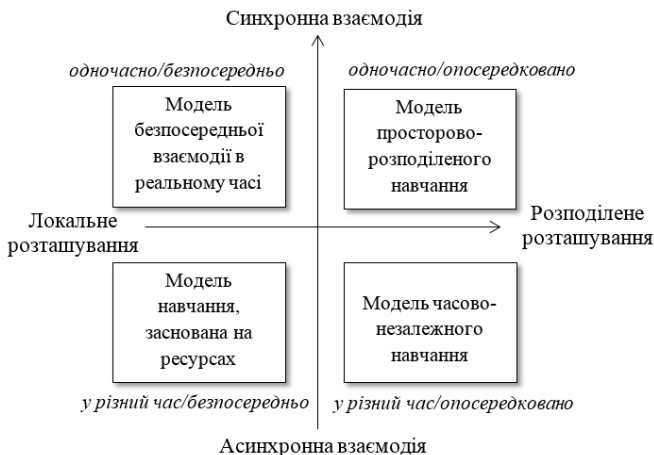 Синхронна взаємодія
одночасно/безпосередньо
одночасно/опосередковано
Модель
безпосередньої
взаємодії в
реальному часі
Модель
просторово-
розподіленого
навчання
Локальне
розташування
Розподілене
розташування
Модель
навчання,
заснована на
ресурсах
Модель часово-
незалежного
навчання
у різний час/безпосередньо
у різний час/опосередковано
Асинхронна взаємодія